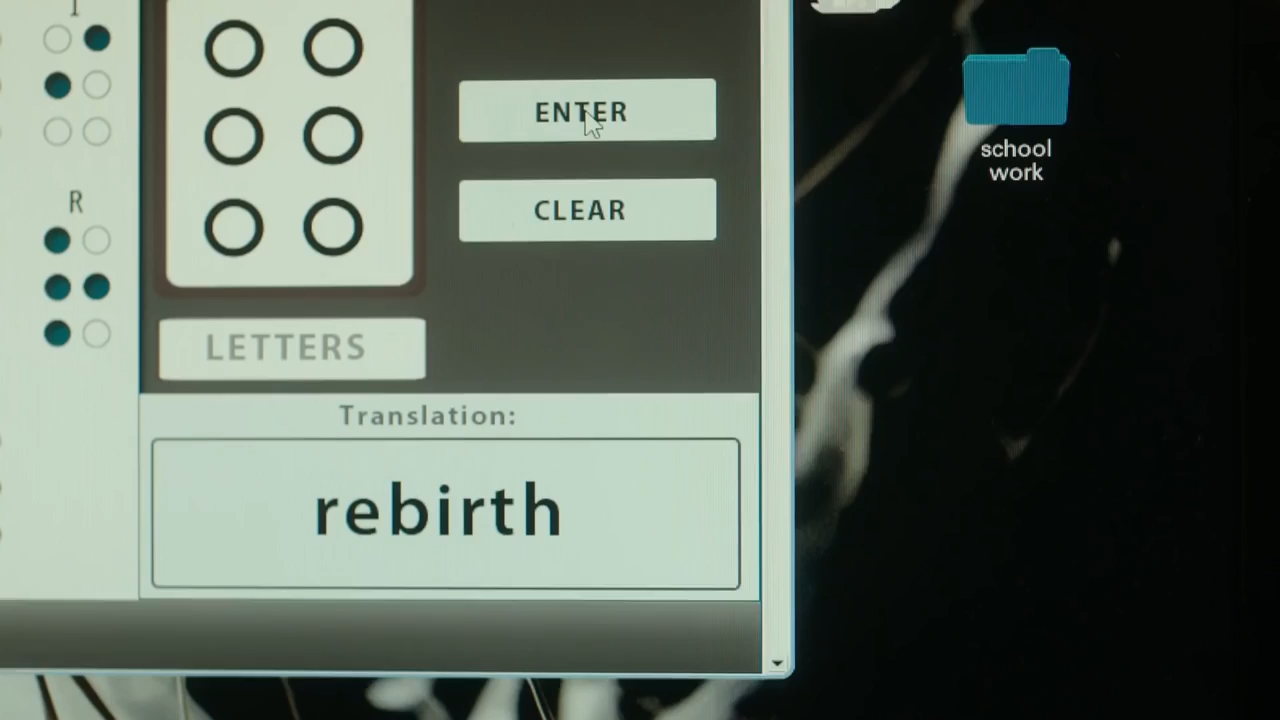 I
ENTER
school
work
R
CLEAR
LETTERS
Translation:
rebirth